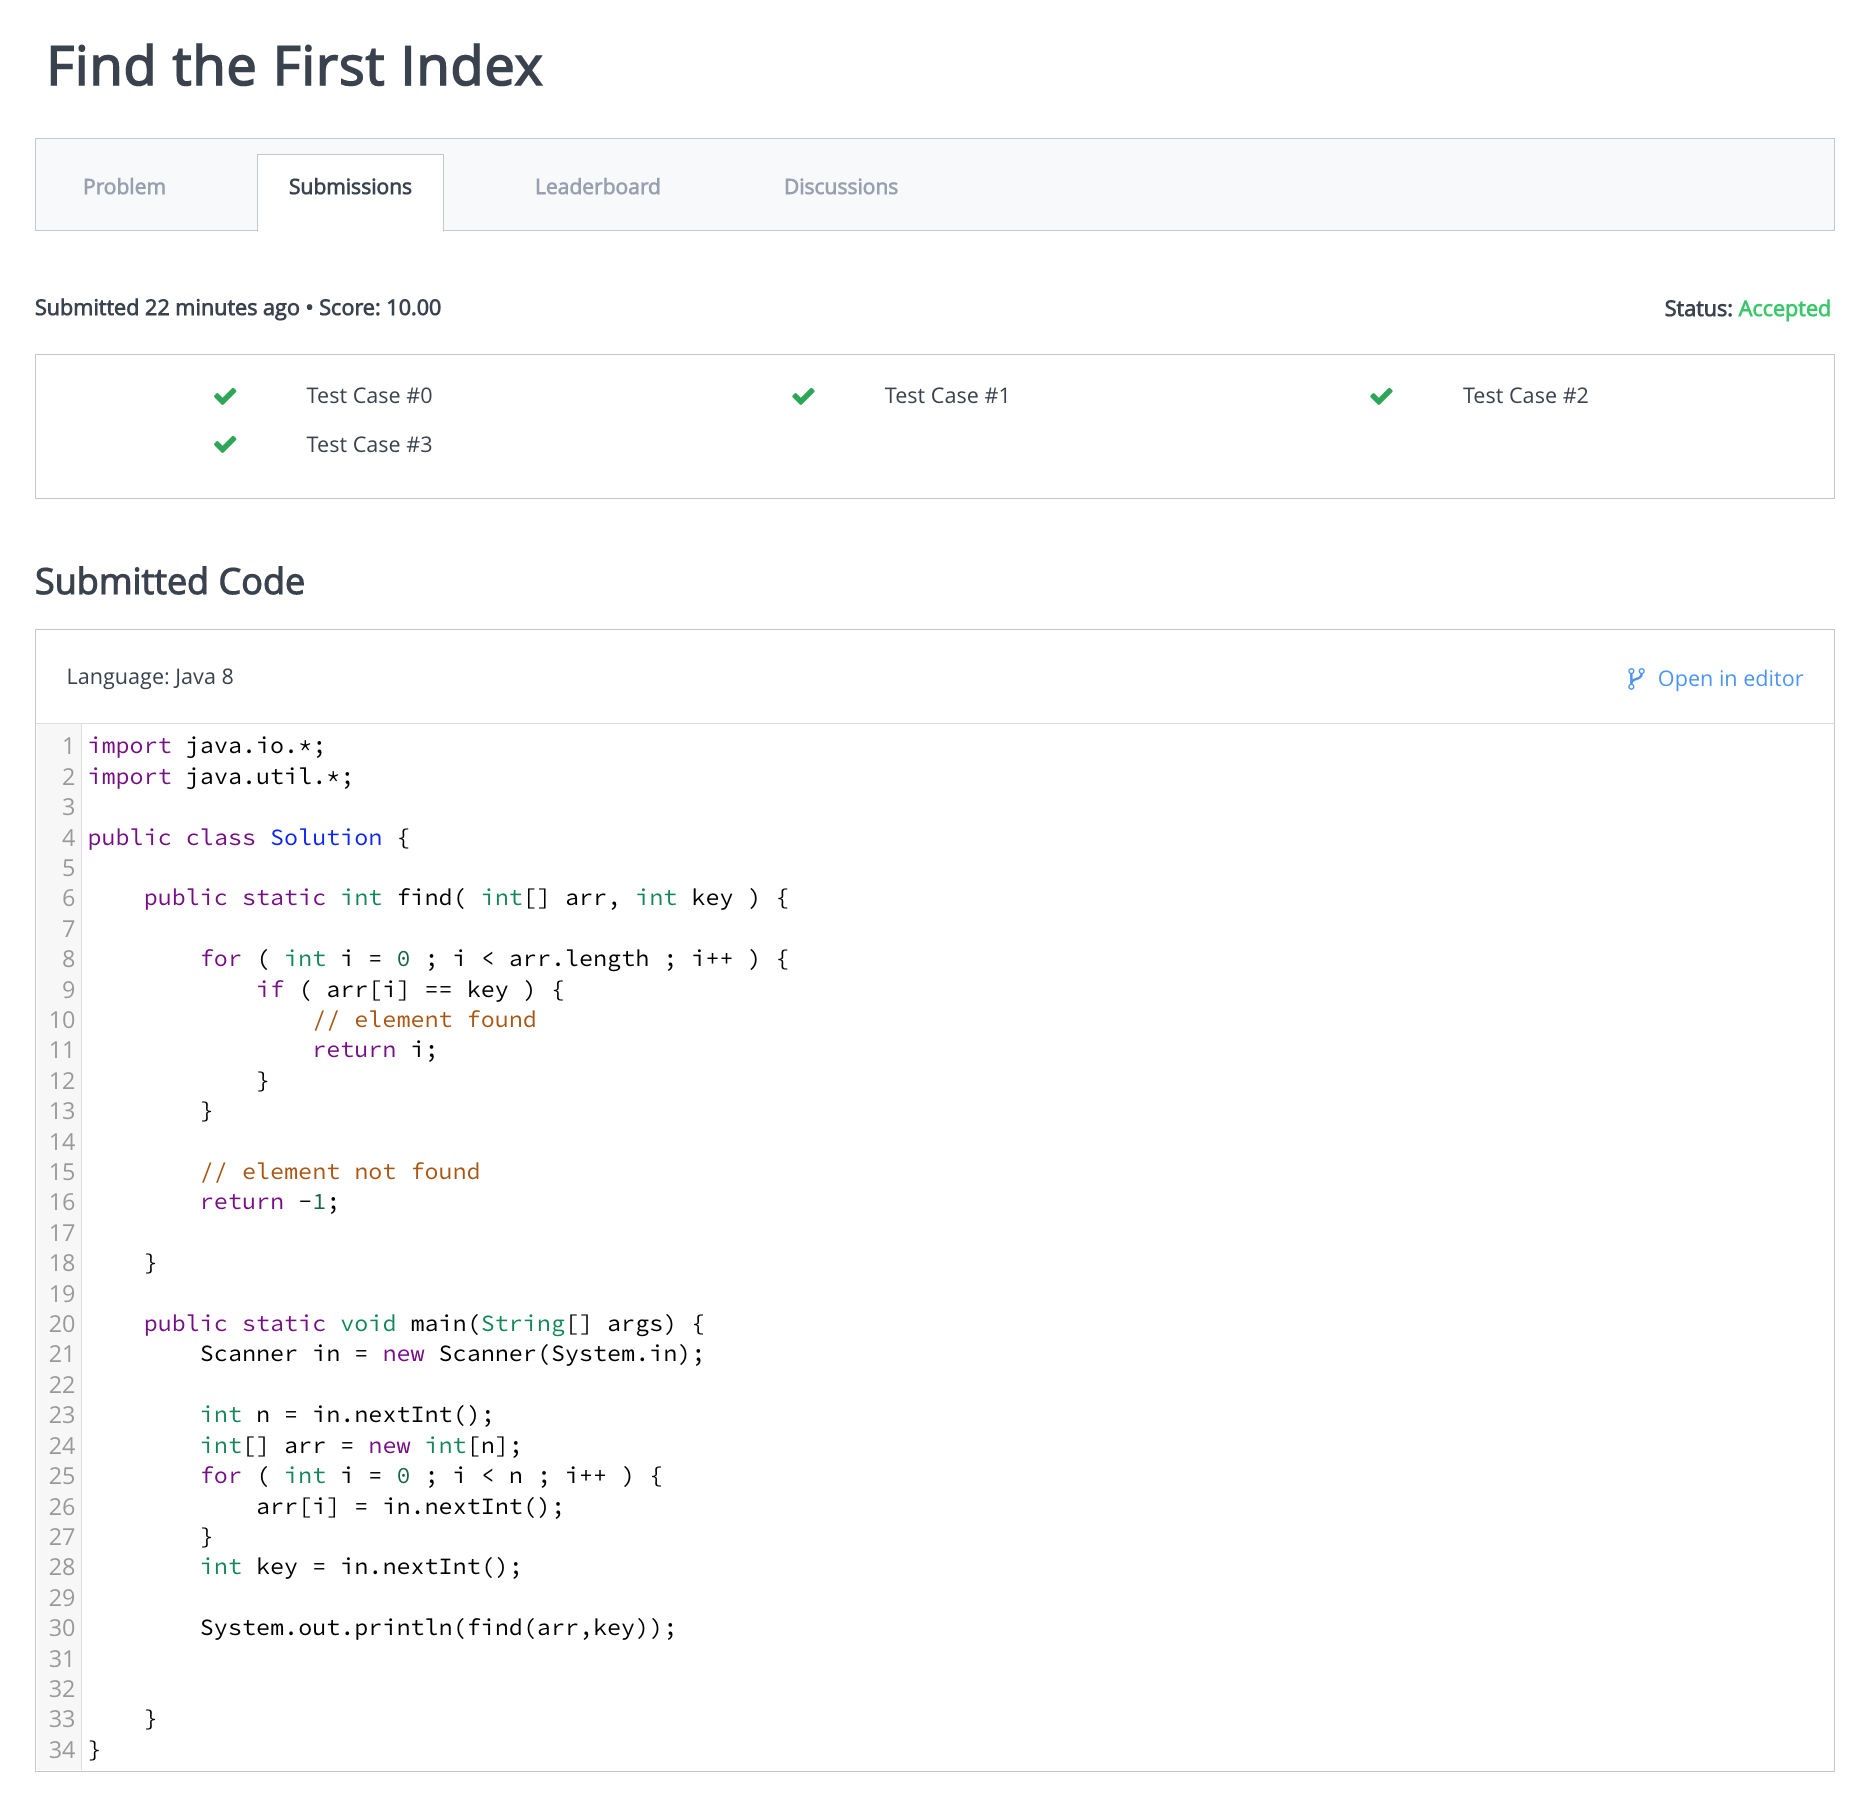 Find the First Index
Problem
Submissions
Leaderboard
Discussions
Submitted 22 minutes ago • Score: 10.00
Status: Accepted
Test Case #0
Test Case #1
Test Case #2
Test Case #3
Submitted Code
Language: Java 8
Open in editor
1 import java.io.*;
2 import java.util.*;
3
4 public class Solution {
5
6     public static int find( int[] arr, int key ) {
7
8         for ( int i = 0 ; i < arr.length ; i++ ) {
9             if ( arr[i] == key ) {
10                 // element found
11                 return i;
12             }
13         }
14
15         // element not found
16         return -1;
17
18     }
19
20     public static void main(String[] args) {
21         Scanner in = new Scanner(System.in);
22
23         int n = in.nextInt();
24         int[] arr = new int[n];
25         for ( int i = 0 ; i < n ; i++ ) {
26             arr[i] = in.nextInt();
27         }
28         int key = in.nextInt();
29
30         System.out.println(find(arr,key));
31
32
33     }
34 }